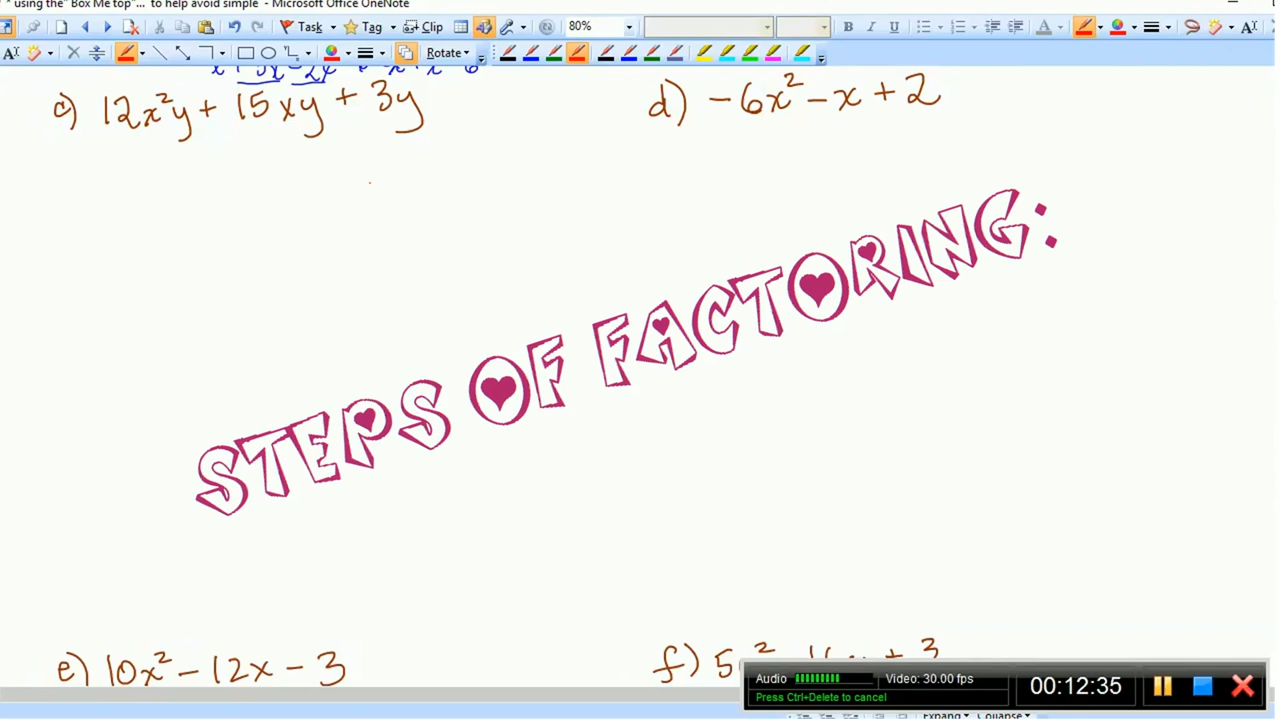 * using the" Box Me top"... to help avoid simple - Microsoft Office OneNote
Task Tag Clip 80% B I U
Rotate
c) 12x²y + 15xy + 3y
d) -6x² - x + 2
STEPS OF FACTORING:
e) 10x² - 12x - 3
f) 5
Audio Video: 30.00 fps 00:12:35
Press Ctrl+Delete to cancel
Expand Collapse